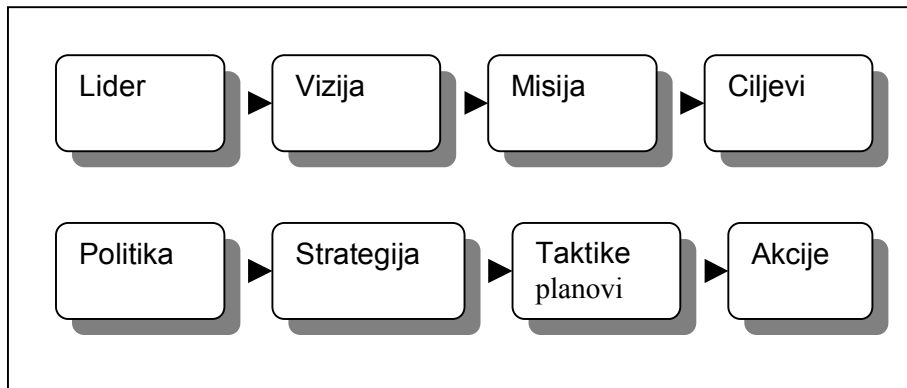 Lider
Vizija
Misija
Ciljevi
Politika
Strategija
Taktike
planovi
Akcije